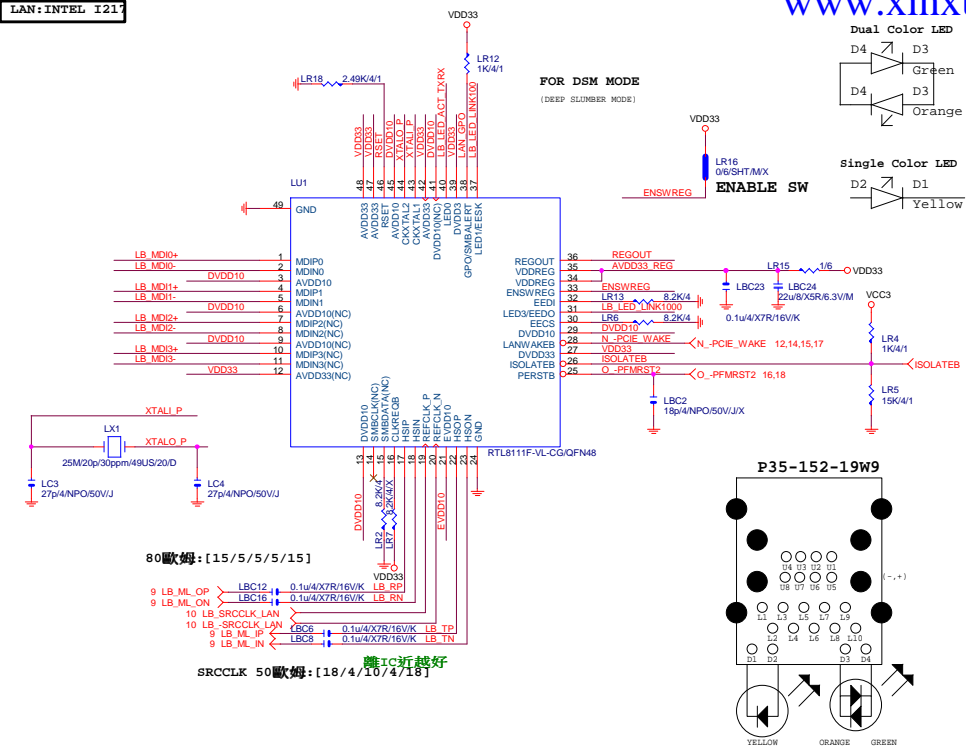 LAN:INTEL I217
www.xinxu
Dual Color LED
D4 D3
Green
D4 D3
Orange
Single Color LED
D2 D1
Yellow
VDD33
LR12
1K/4/1
LR18 2.49K/4/1
FOR DSM MODE
(DEEP SLUMBER MODE)
VDD33
LR16
0/6/SHT/M/X
ENABLE SW
ENSWREG
VDD33
VDD33
RSET
DVDD10
XTALO_P
XTALI_P
VDD33
DVDD10
LB_LED_ACT_TXRX
VDD33
LAN_GPO
LB_LED_LINK100
48 47 46 45 44 43 42 41 40 39 38 37
LU1
AVDD33
AVDD33
RSET
AVDD10
CKXTAL2
CKXTAL1
AVDD33
DVDD10(NC)
LED0
DVDD3
GPO/SMBALERT
LED1/EESK
49 GND
LB_MDI0+ 1 MDIP0
LB_MDI0- 2 MDIN0
DVDD10 3 AVDD10
LB_MDI1+ 4 MDIP1
LB_MDI1- 5 MDIN1
DVDD10 6 AVDD10(NC)
LB_MDI2+ 7 MDIP2(NC)
LB_MDI2- 8 MDIN2(NC)
DVDD10 9 AVDD10(NC)
LB_MDI3+ 10 MDIP3(NC)
LB_MDI3- 11 MDIN3(NC)
VDD33 12 AVDD33(NC)
REGOUT 36 REGOUT
VDDREG 35 AVDD33_REG
VDDREG 34
ENSWREG 33 ENSWREG
EEDI 32 LR13 8.2K/4
LED3/EEDO 31 LB_LED_LINK1000
EECS 30 LR6 8.2K/4
DVDD10 29 DVDD10
LANWAKEB 28 N_-PCIE_WAKE N_-PCIE_WAKE 12,14,15,17
DVDD33 27 VDD33
ISOLATEB 26 ISOLATEB
PERSTB 25 O_-PFMRST2 O_-PFMRST2 16,18
LR15 1/6 VDD33
LBC23
0.1u/4/X7R/16V/K
LBC24
22u/8/X5R/6.3V/M
VCC3
LR4
1K/4/1
ISOLATEB
LR5
15K/4/1
LBC2
18p/4/NPO/50V/J/X
DVDD10
SMBCLK(NC)
SMBDATA(NC)
CLKREQB
HSIP
HSIN
REFCLK_P
REFCLK_N
EVDD10
HSOP
HSON
GND
RTL8111F-VL-CG/QFN48
13 14 15 16 17 18 19 20 21 22 23 24
DVDD10
8.2K/4
8.2K/4/X
LR2
LR7
VDD33
EVDD10
XTALI_P
LX1
XTALO_P
25M/20p/30ppm/49US/20/D
LC3
27p/4/NPO/50V/J
LC4
27p/4/NPO/50V/J
80歐姆:[15/5/5/5/15]
9 LB_ML_OP LBC12 0.1u/4/X7R/16V/K LB_RP
9 LB_ML_ON LBC16 0.1u/4/X7R/16V/K LB_RN
10 LB_SRCCLK_LAN
10 LB_-SRCCLK_LAN
9 LB_ML_IP LBC6 0.1u/4/X7R/16V/K LB_TP
9 LB_ML_IN LBC8 0.1u/4/X7R/16V/K LB_TN
離IC近越好
SRCCLK 50歐姆:[18/4/10/4/18]
P35-152-19W9
U4 U3 U2 U1
U8 U7 U6 U5
(-,+)
L1 L3 L5 L7 L9
L2 L4 L6 L8 L10
D1 D2 D3 D4
YELLOW ORANGE GREEN